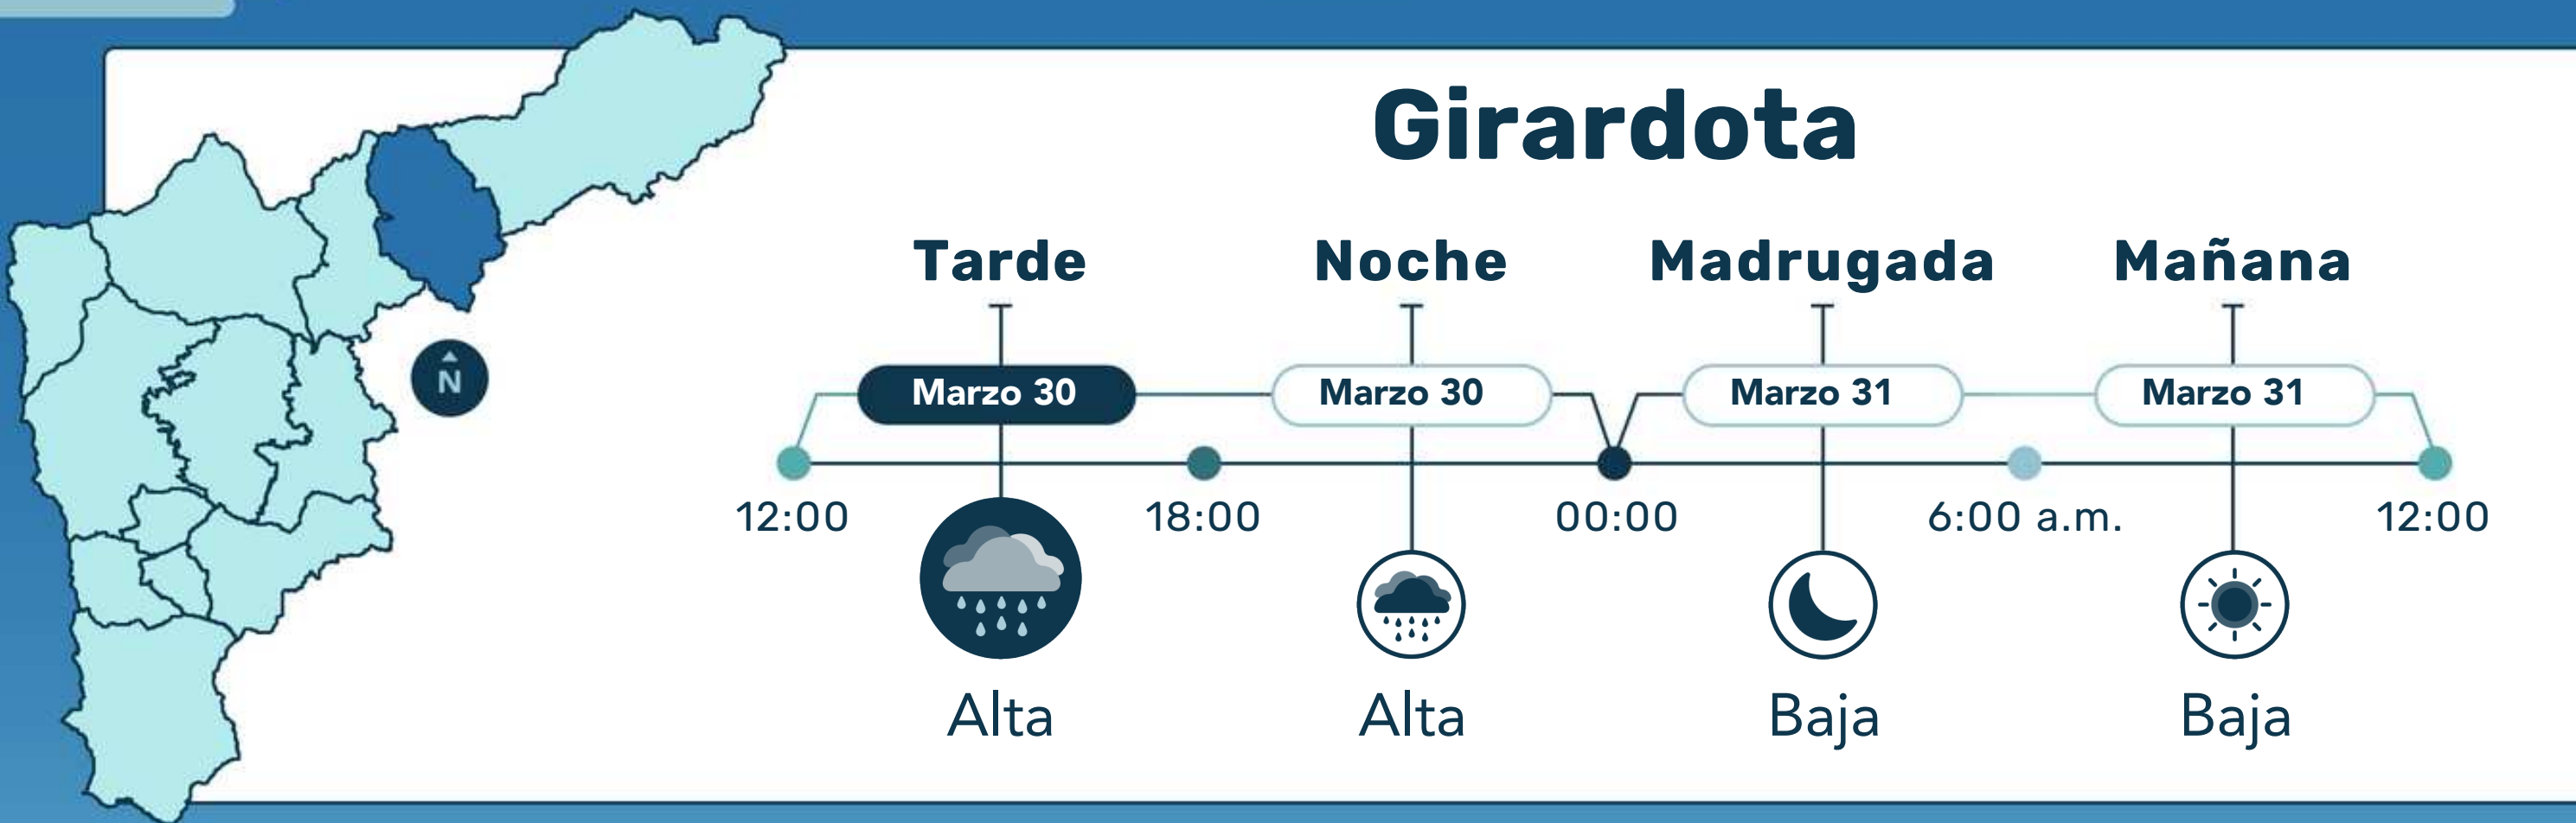 Girardota
Tarde Noche Madrugada Mañana
Marzo 30 Marzo 30 Marzo 31 Marzo 31
N
12:00 18:00 00:00 6:00 a.m. 12:00
Alta Alta Baja Baja